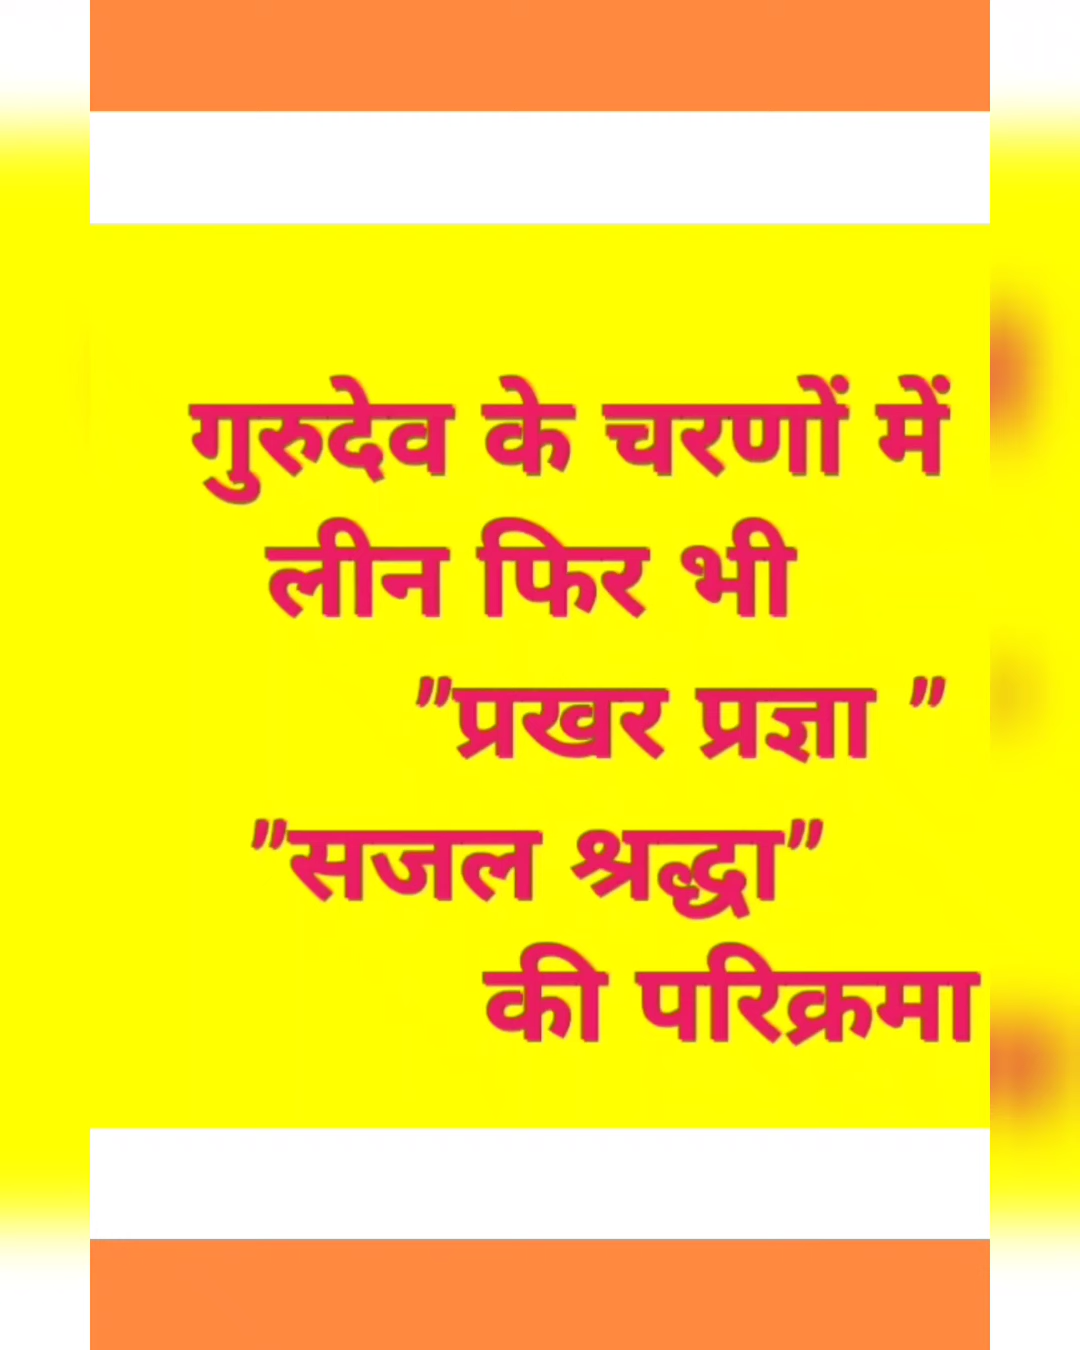 गुरुदेव के चरणों में
लीन फिर भी
"प्रखर प्रज्ञा "
"सजल श्रद्धा"
की परिक्रमा